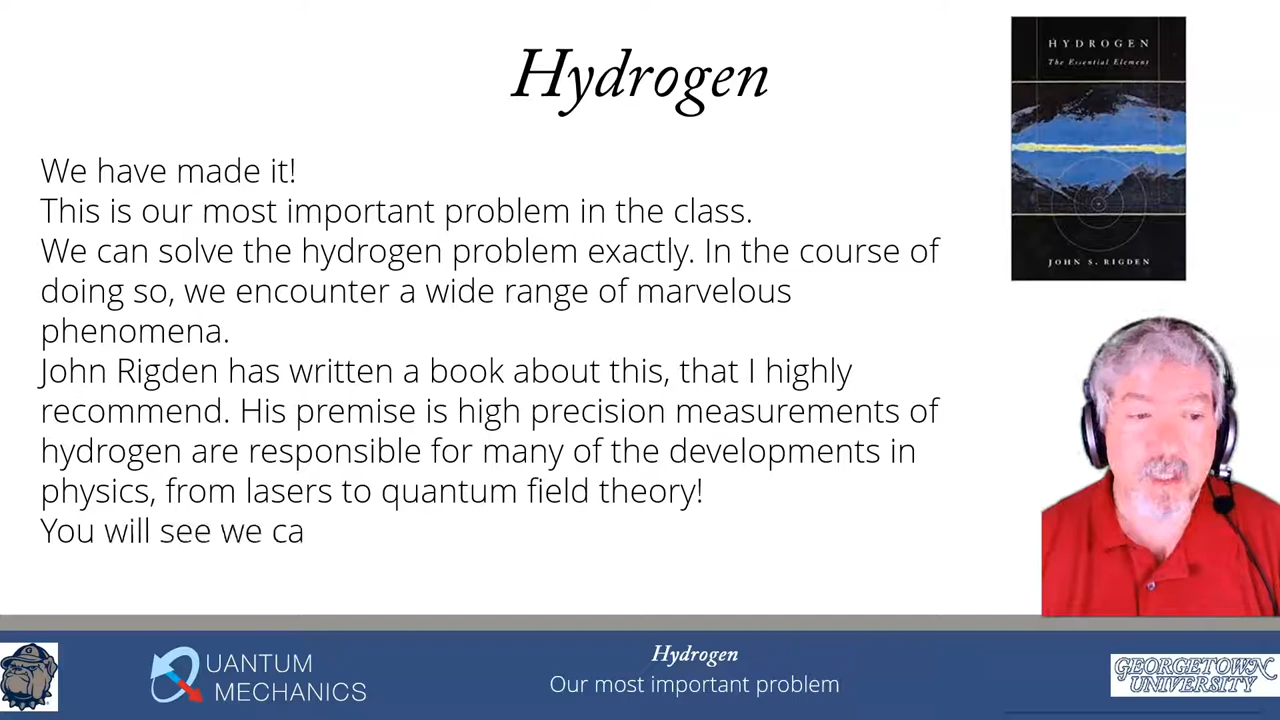 Hydrogen
HYDROGEN
The Essential Element
JOHN S. RIGDEN
We have made it!
This is our most important problem in the class.
We can solve the hydrogen problem exactly. In the course of
doing so, we encounter a wide range of marvelous
phenomena.
John Rigden has written a book about this, that I highly
recommend. His premise is high precision measurements of
hydrogen are responsible for many of the developments in
physics, from lasers to quantum field theory!
You will see we ca
QUANTUM
MECHANICS
Hydrogen
Our most important problem
GEORGETOWN
UNIVERSITY